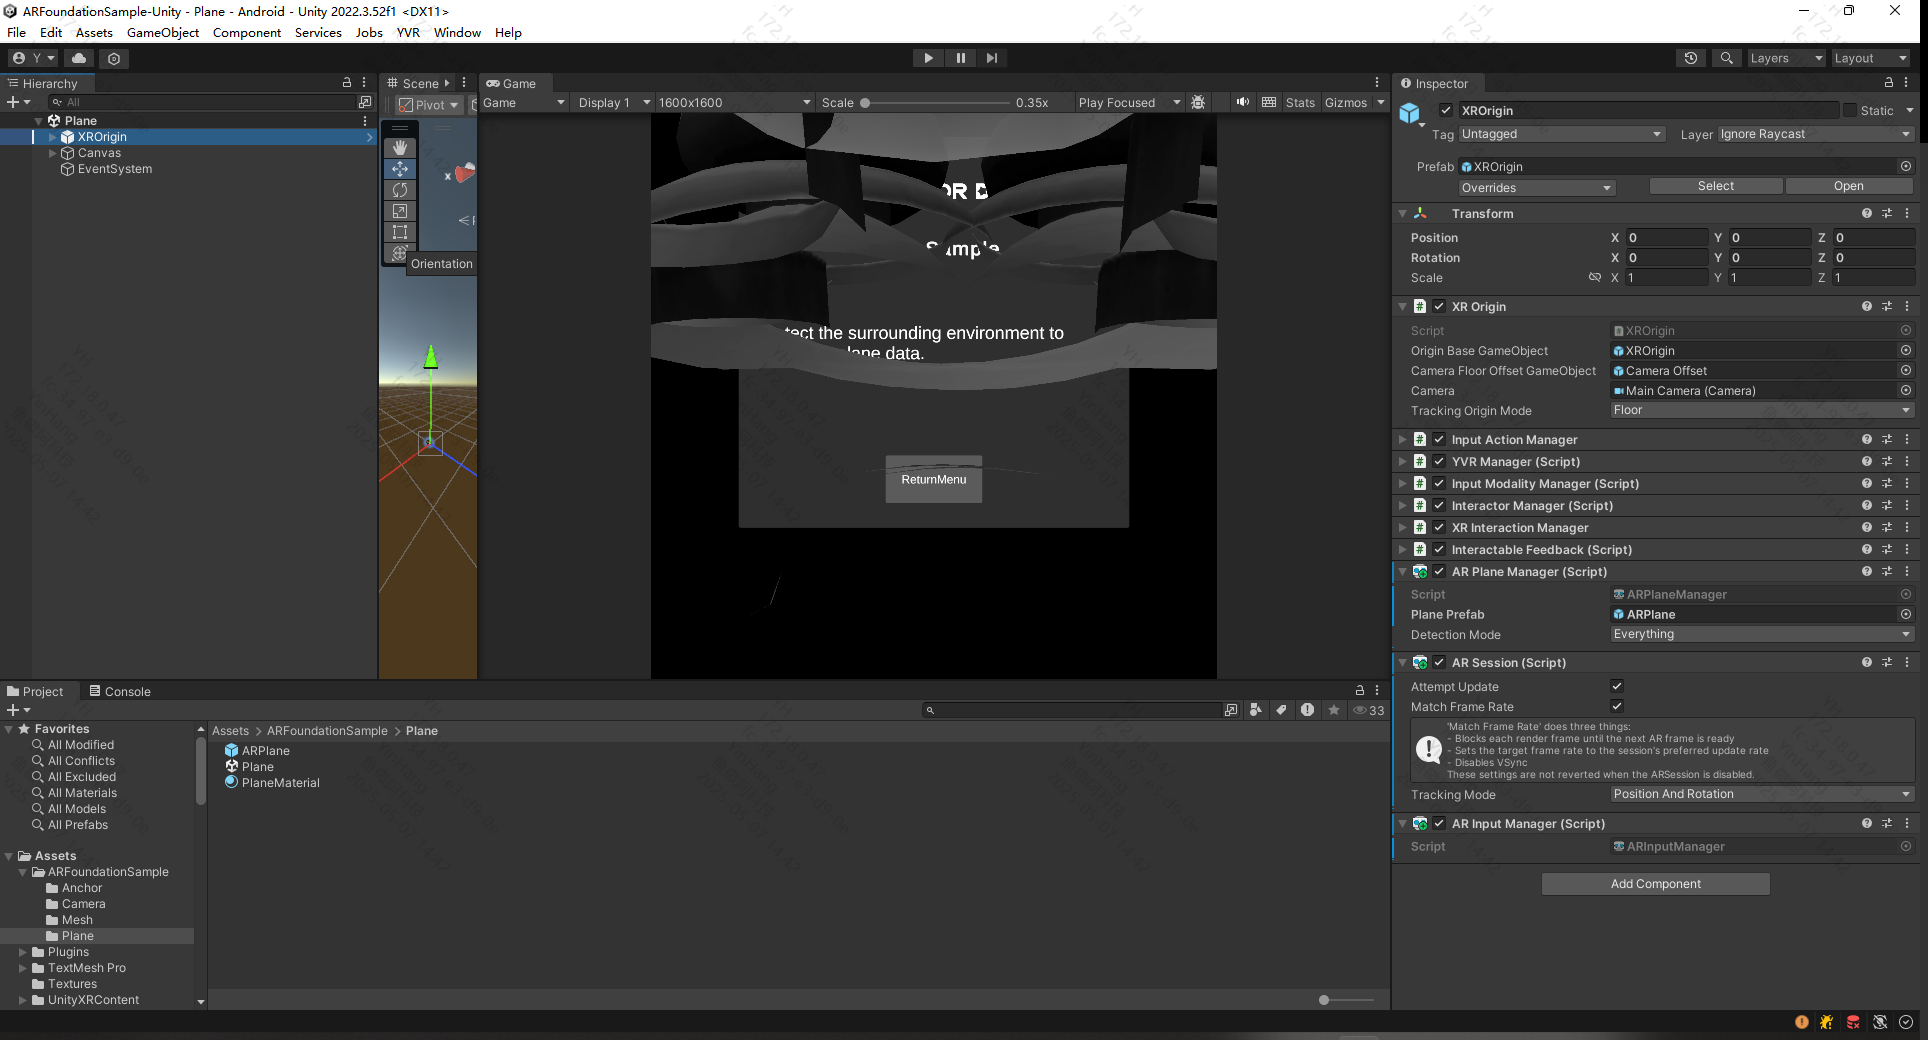 ARFoundationSample-Unity - Plane - Android - Unity 2022.3.52f1 <DX11>
File Edit Assets GameObject Component Services Jobs YVR Window Help
Y Layers Layout
Hierarchy
All
Plane
XROrigin
Canvas
EventSystem
Scene
Pivot
x
Orientation
Game
Game Display 1 1600x1600 Scale 0.35x Play Focused Stats Gizmos
OR D
Sample
tect the surrounding environment to
lane data.
ReturnMenu
Inspector
XROrigin Static
Tag Untagged Layer Ignore Raycast
Prefab XROrigin
Overrides Select Open
Transform
Position X 0 Y 0 Z 0
Rotation X 0 Y 0 Z 0
Scale X 1 Y 1 Z 1
XR Origin
Script XROrigin
Origin Base GameObject XROrigin
Camera Floor Offset GameObject Camera Offset
Camera Main Camera (Camera)
Tracking Origin Mode Floor
Input Action Manager
YVR Manager (Script)
Input Modality Manager (Script)
Interactor Manager (Script)
XR Interaction Manager
Interactable Feedback (Script)
AR Plane Manager (Script)
Script ARPlaneManager
Plane Prefab ARPlane
Detection Mode Everything
AR Session (Script)
Attempt Update
Match Frame Rate
'Match Frame Rate' does three things:
- Blocks each render frame until the next AR frame is ready
- Sets the target frame rate to the session's preferred update rate
- Disables VSync
These settings are not reverted when the ARSession is disabled.
Tracking Mode Position And Rotation
AR Input Manager (Script)
Script ARInputManager
Add Component
Project Console
33
Favorites
All Modified
All Conflicts
All Excluded
All Materials
All Models
All Prefabs
Assets
ARFoundationSample
Anchor
Camera
Mesh
Plane
Plugins
TextMesh Pro
Textures
UnityXRContent
Assets > ARFoundationSample > Plane
ARPlane
Plane
PlaneMaterial